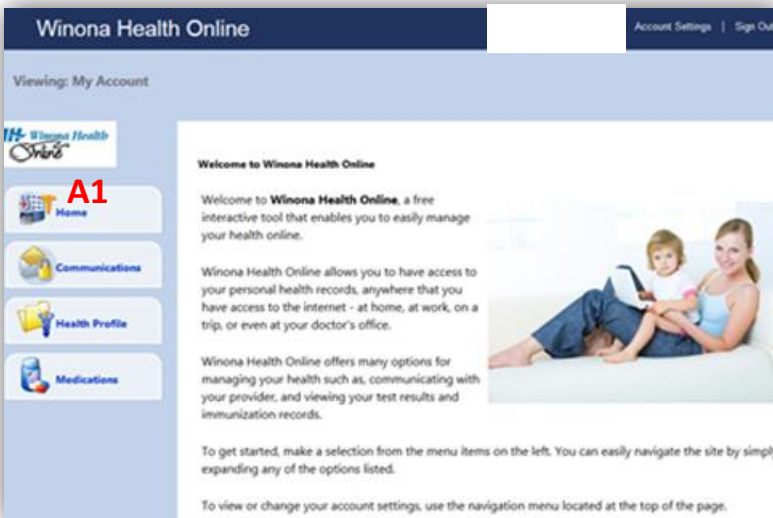 Winona Health Online
Account Settings | Sign Out
Viewing: My Account
Winona Health
Online
A1
Home
Communications
Health Profile
Medications
Welcome to Winona Health Online
Welcome to Winona Health Online, a free
interactive tool that enables you to easily manage
your health online.
Winona Health Online allows you to have access to
your personal health records, anywhere that you
have access to the internet - at home, at work, on a
trip, or even at your doctor's office.
Winona Health Online offers many options for
managing your health such as, communicating with
your provider, and viewing your test results and
immunization records.
To get started, make a selection from the menu items on the left. You can easily navigate the site by simply
expanding any of the options listed.
To view or change your account settings, use the navigation menu located at the top of the page.